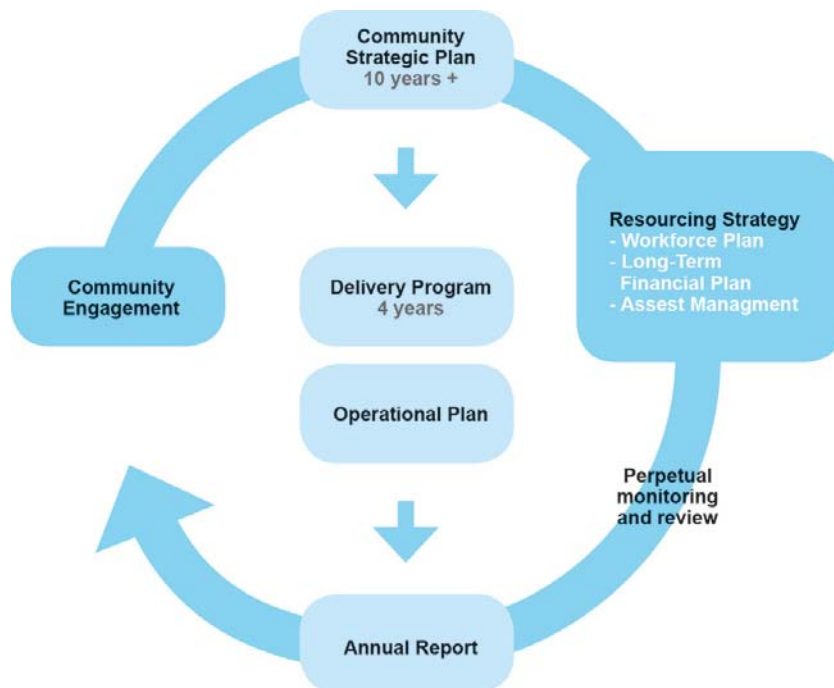 Community
Strategic Plan
10 years +
Resourcing Strategy
- Workforce Plan
- Long-Term
Financial Plan
- Assest Managment
Community
Engagement
Delivery Program
4 years
Operational Plan
Perpetual
monitoring
and review
Annual Report